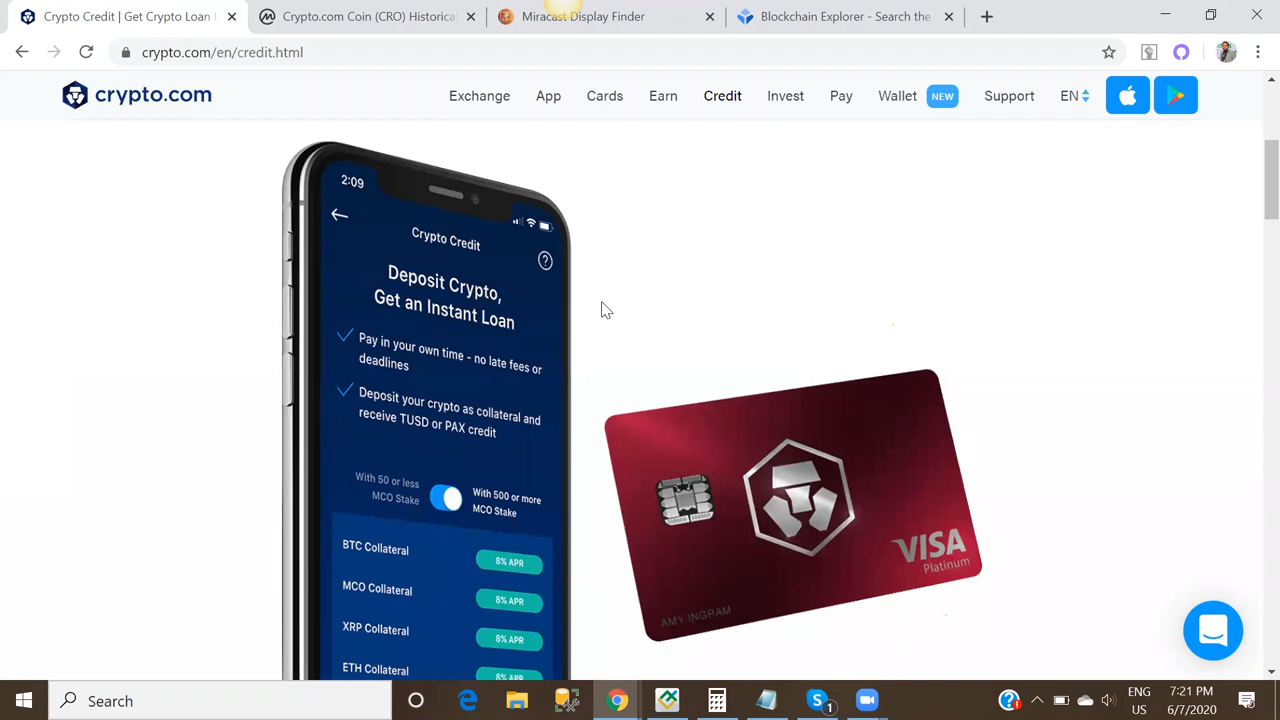 Crypto Credit | Get Crypto Loan
Crypto.com Coin (CRO) Historical
Miracast Display Finder
Blockchain Explorer - Search the
crypto.com/en/credit.html
crypto.com
Exchange
App
Cards
Earn
Credit
Invest
Pay
Wallet
NEW
Support
EN
2:09
Crypto Credit
?
Deposit Crypto,
Get an Instant Loan
Pay in your own time - no late fees or
deadlines
Deposit your crypto as collateral and
receive TUSD or PAX credit
With 50 or less
MCO Stake
With 500 or more
MCO Stake
BTC Collateral
8% APR
MCO Collateral
8% APR
XRP Collateral
8% APR
ETH Collateral
8% APR
VISA
Platinum
AMY INGRAM
Search
S
1
?
ENG
US
7:21 PM
6/7/2020